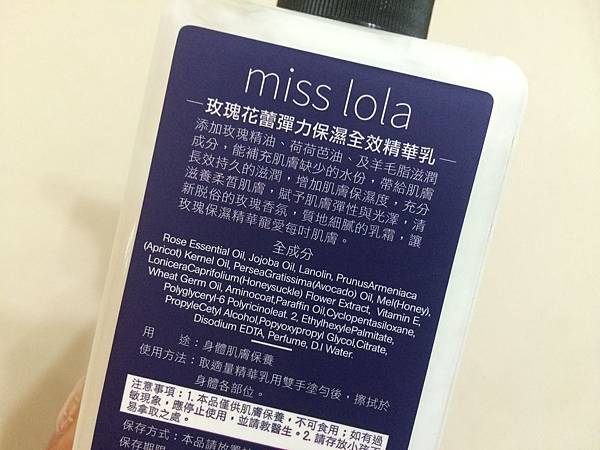 miss lola
玫瑰花蕾彈力保濕全效精華乳
添加玫瑰精油、荷荷芭油、及羊毛脂滋潤
成分，能補充肌膚缺少的水份，帶給肌膚
長效持久的滋潤，增加肌膚保濕度，充分
滋養柔皙肌膚，賦予肌膚彈性與光澤，清
新脫俗的玫瑰香氛，質地細膩的乳霜，讓
玫瑰保濕精華寵愛每吋肌膚。
全成分
Rose Essential Oil, Jojoba Oil, Lanolin, PrunusArmeniaca
(Apricot) Kernel Oil, PerseaGratissima(Avocado) Oil, Mel(Honey),
LoniceraCaprifolium(Honeysuckle) Flower Extract, Vitamin E,
Wheat Germ Oil, Aminocoat,Paraffin Oil,Cyclopentasiloxane,
Polyglyceryl-6 Polyricinoleat 2, EthylhexylePalmitate,
PropyleCetyl Alcohol,Popyoxypropyl Glycol,Citrate,
Disodium EDTA, Perfume, D.I Water.
用　　途：身體肌膚保養
使用方法：取適量精華乳用雙手塗勻後，擦拭於
身體各部位。
注意事項：1. 本品僅供肌膚保養，不可食用；如有過
敏現象，應停止使用，並請教醫生。2. 請存放小孩不
易拿取之處。
保存方式：本品請放置於
保存期限